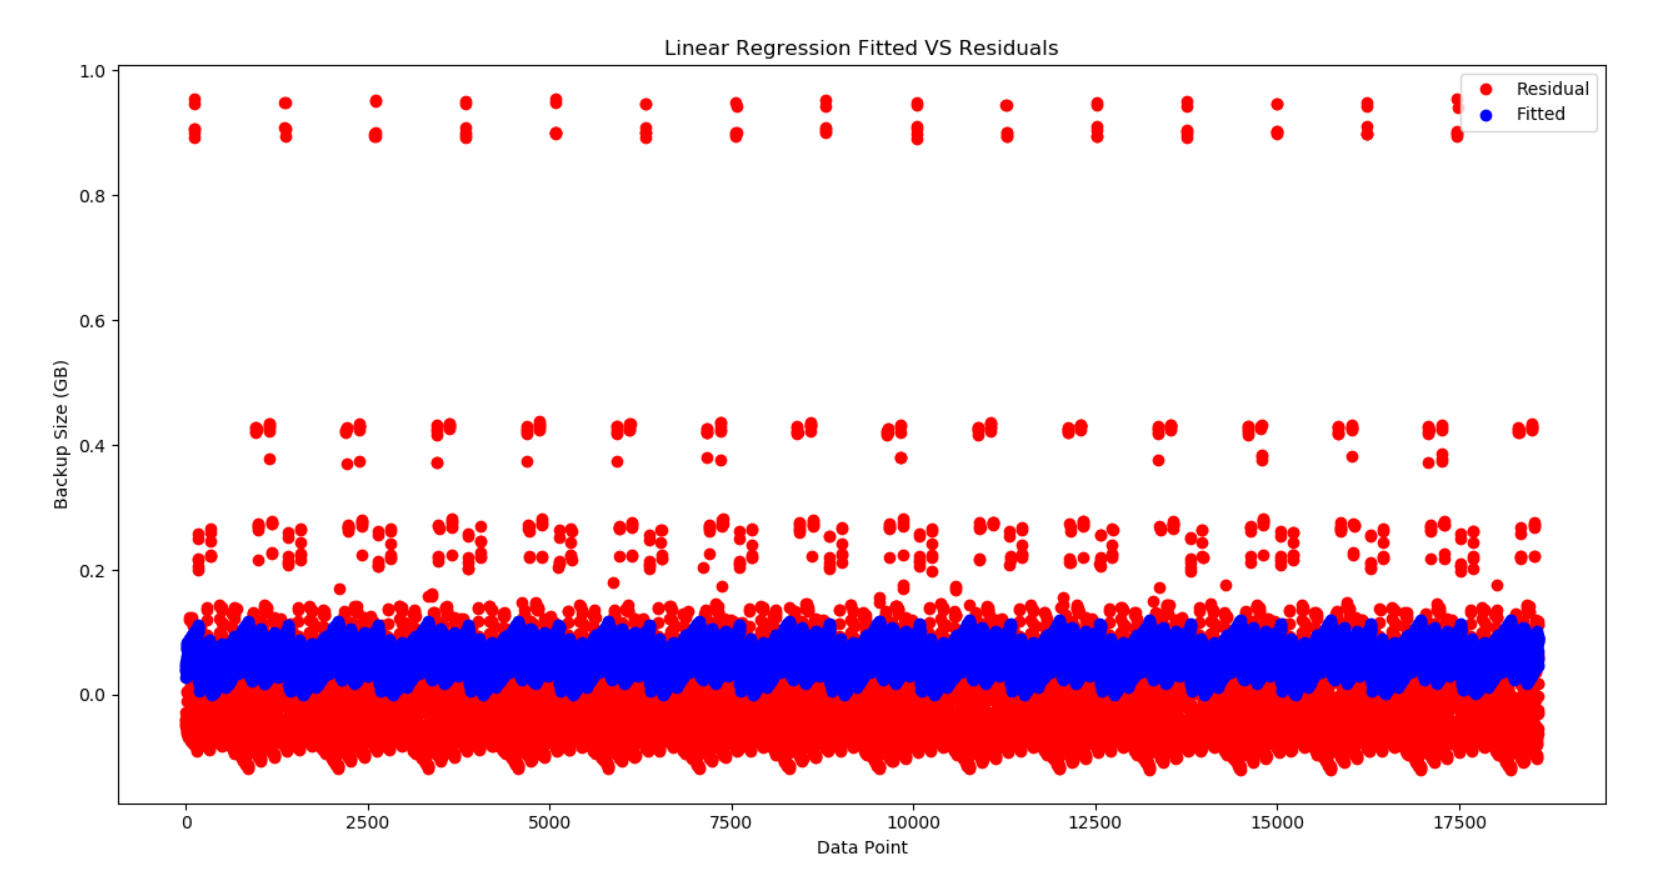 Linear Regression Fitted VS Residuals
Residual
Fitted
1.0
0.8
0.6
0.4
0.2
0.0
Backup Size (GB)
0 2500 5000 7500 10000 12500 15000 17500
Data Point